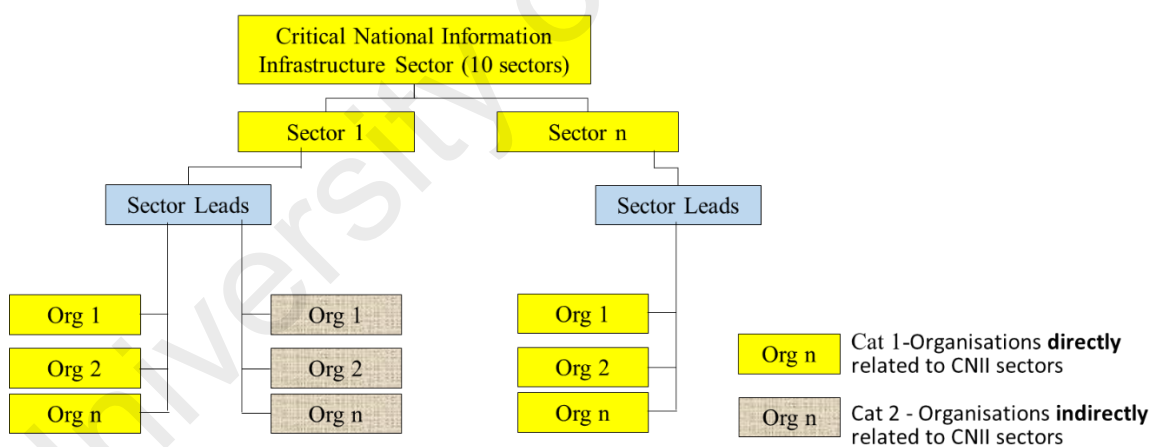 Critical National Information
Infrastructure Sector (10 sectors)
Sector 1
Sector n
Sector Leads
Sector Leads
Org 1
Org 2
Org n
Org 1
Org 2
Org n
Org 1
Org 2
Org n
Org n
Cat 1-Organisations directly
related to CNII sectors
Org n
Cat 2 - Organisations indirectly
related to CNII sectors
University o